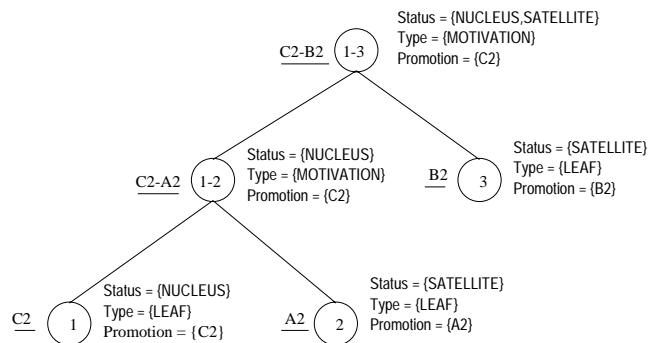 Status = {NUCLEUS,SATELLITE}
C2-B2
1-3
Type = {MOTIVATION}
Promotion = {C2}
Status = {NUCLEUS}
C2-A2
1-2
Type = {MOTIVATION}
Promotion = {C2}
Status = {SATELLITE}
B2
3
Type = {LEAF}
Promotion = {B2}
Status = {NUCLEUS}
C2
1
Type = {LEAF}
Promotion = {C2}
Status = {SATELLITE}
A2
2
Type = {LEAF}
Promotion = {A2}